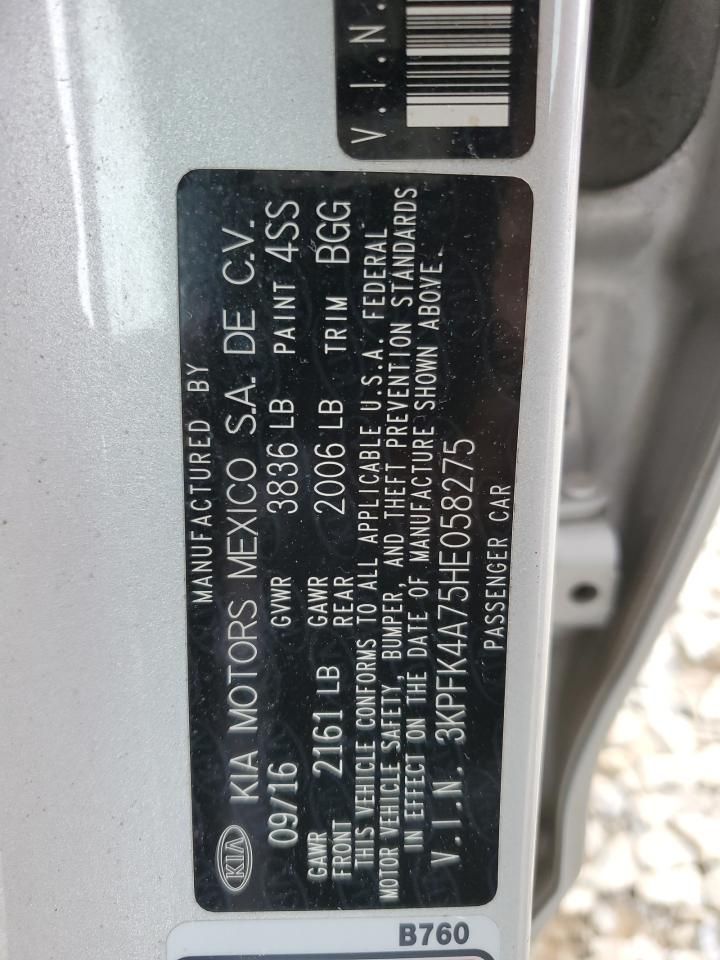 MANUFACTURED BY
KIA KIA MOTORS MEXICO S.A. DE C.V.
09/16 GVWR 3836 LB PAINT 4SS
GAWR FRONT 2161 LB GAWR REAR 2006 LB TRIM BGG
THIS VEHICLE CONFORMS TO ALL APPLICABLE U.S.A. FEDERAL
MOTOR VEHICLE SAFETY, BUMPER, AND THEFT PREVENTION STANDARDS
IN EFFECT ON THE DATE OF MANUFACTURE SHOWN ABOVE.
V.I.N. 3KPFK4A75HE058275
PASSENGER CAR
V.I.N.
B760